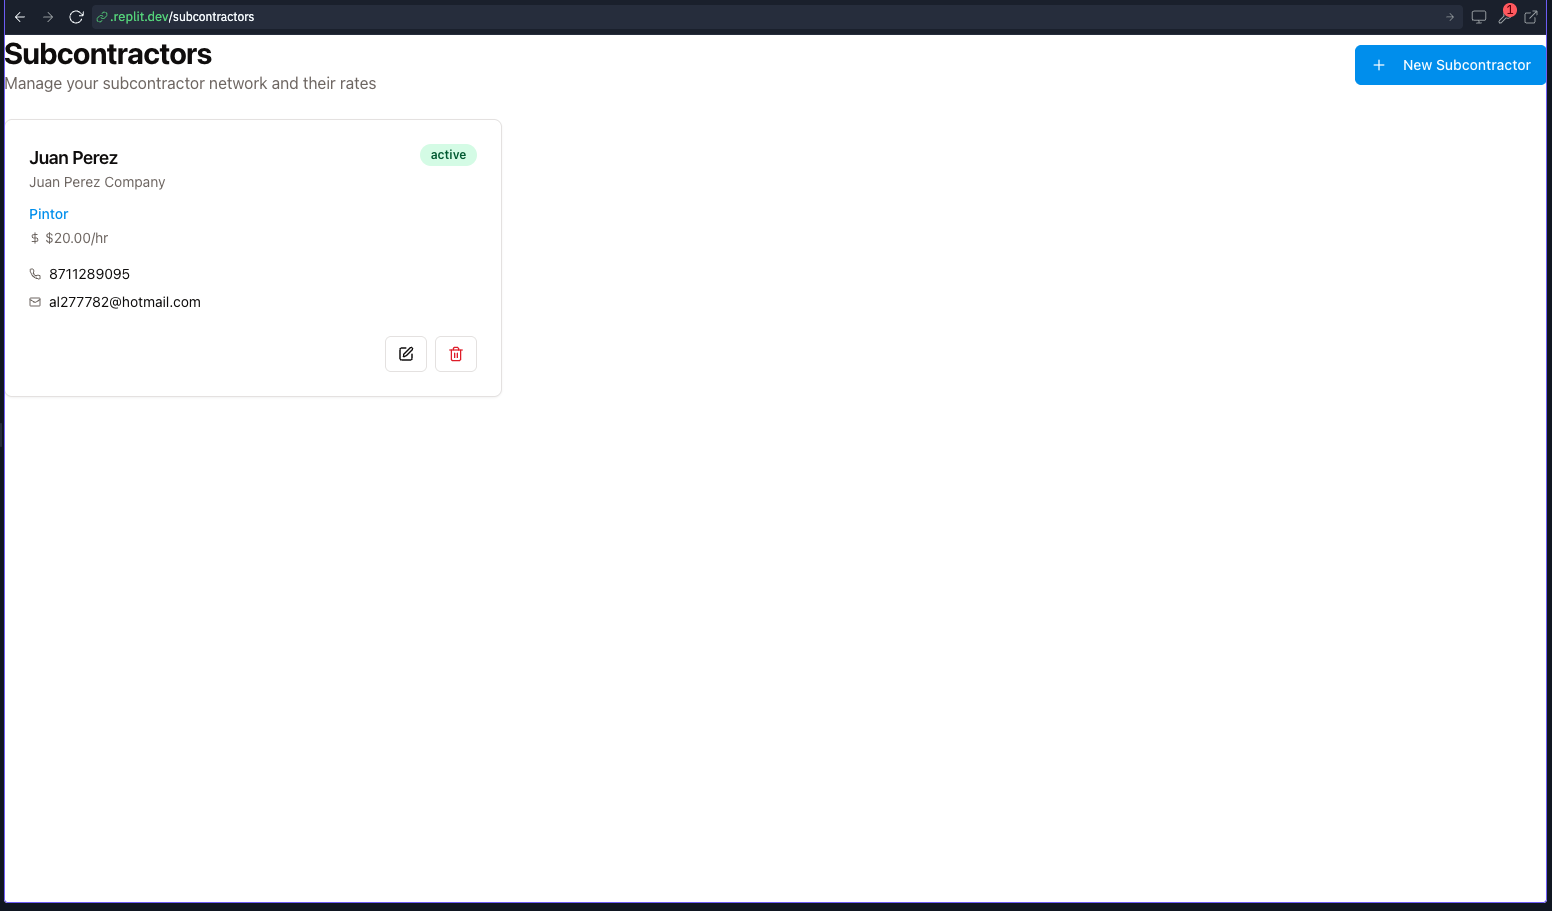 .replit.dev/subcontractors
1
Subcontractors
Manage your subcontractor network and their rates
New Subcontractor
Juan Perez
active
Juan Perez Company
Pintor
$ $20.00/hr
8711289095
al277782@hotmail.com